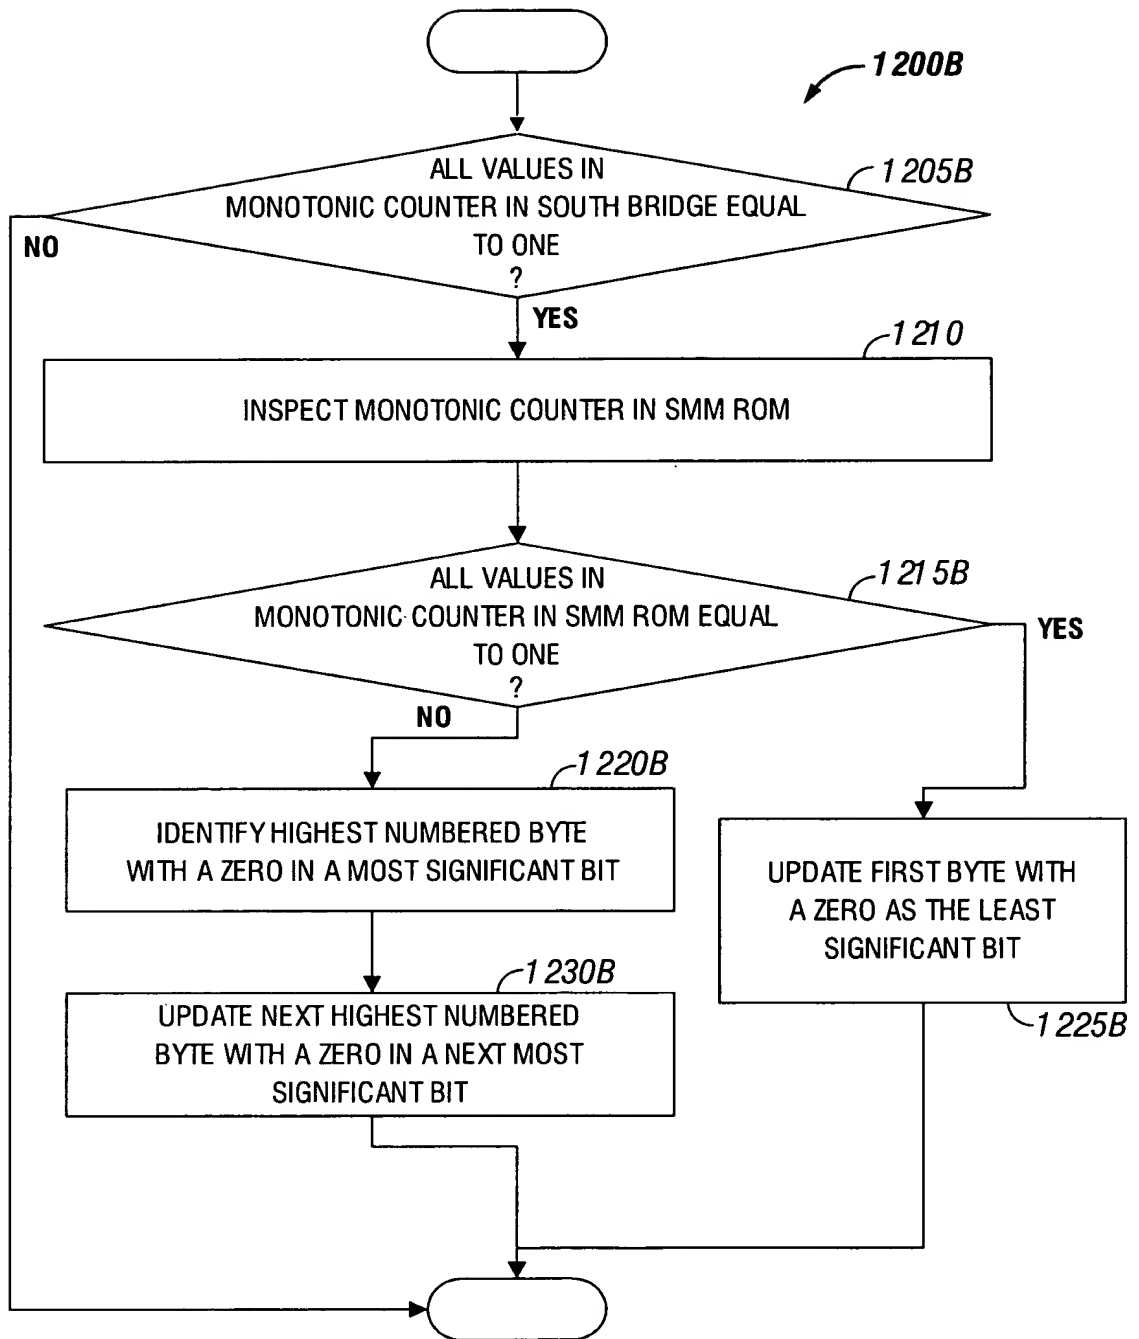 1200B
ALL VALUES IN
MONOTONIC COUNTER IN SOUTH BRIDGE EQUAL
TO ONE
?
1205B
NO
YES
1210
INSPECT MONOTONIC COUNTER IN SMM ROM
ALL VALUES IN
MONOTONIC COUNTER IN SMM ROM EQUAL
TO ONE
?
1215B
YES
NO
1220B
IDENTIFY HIGHEST NUMBERED BYTE
WITH A ZERO IN A MOST SIGNIFICANT BIT
UPDATE FIRST BYTE WITH
A ZERO AS THE LEAST
SIGNIFICANT BIT
1225B
1230B
UPDATE NEXT HIGHEST NUMBERED
BYTE WITH A ZERO IN A NEXT MOST
SIGNIFICANT BIT